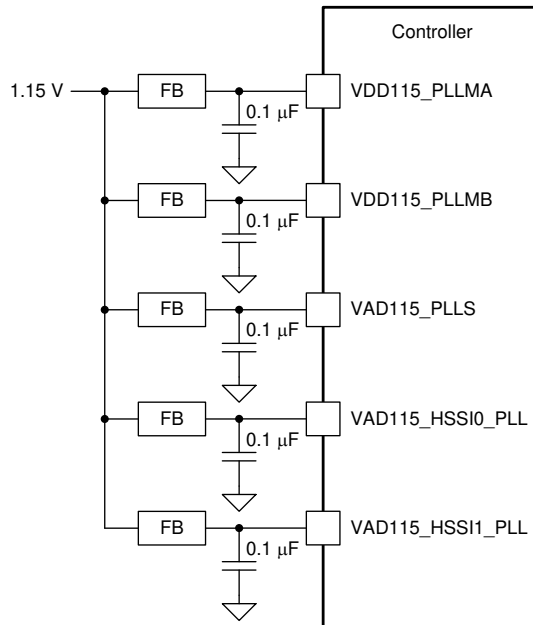 Controller
1.15 V
FB
VDD115_PLLMA
0.1 μF
FB
VDD115_PLLMB
0.1 μF
FB
VAD115_PLLS
0.1 μF
FB
VAD115_HSSI0_PLL
0.1 μF
FB
VAD115_HSSI1_PLL
0.1 μF